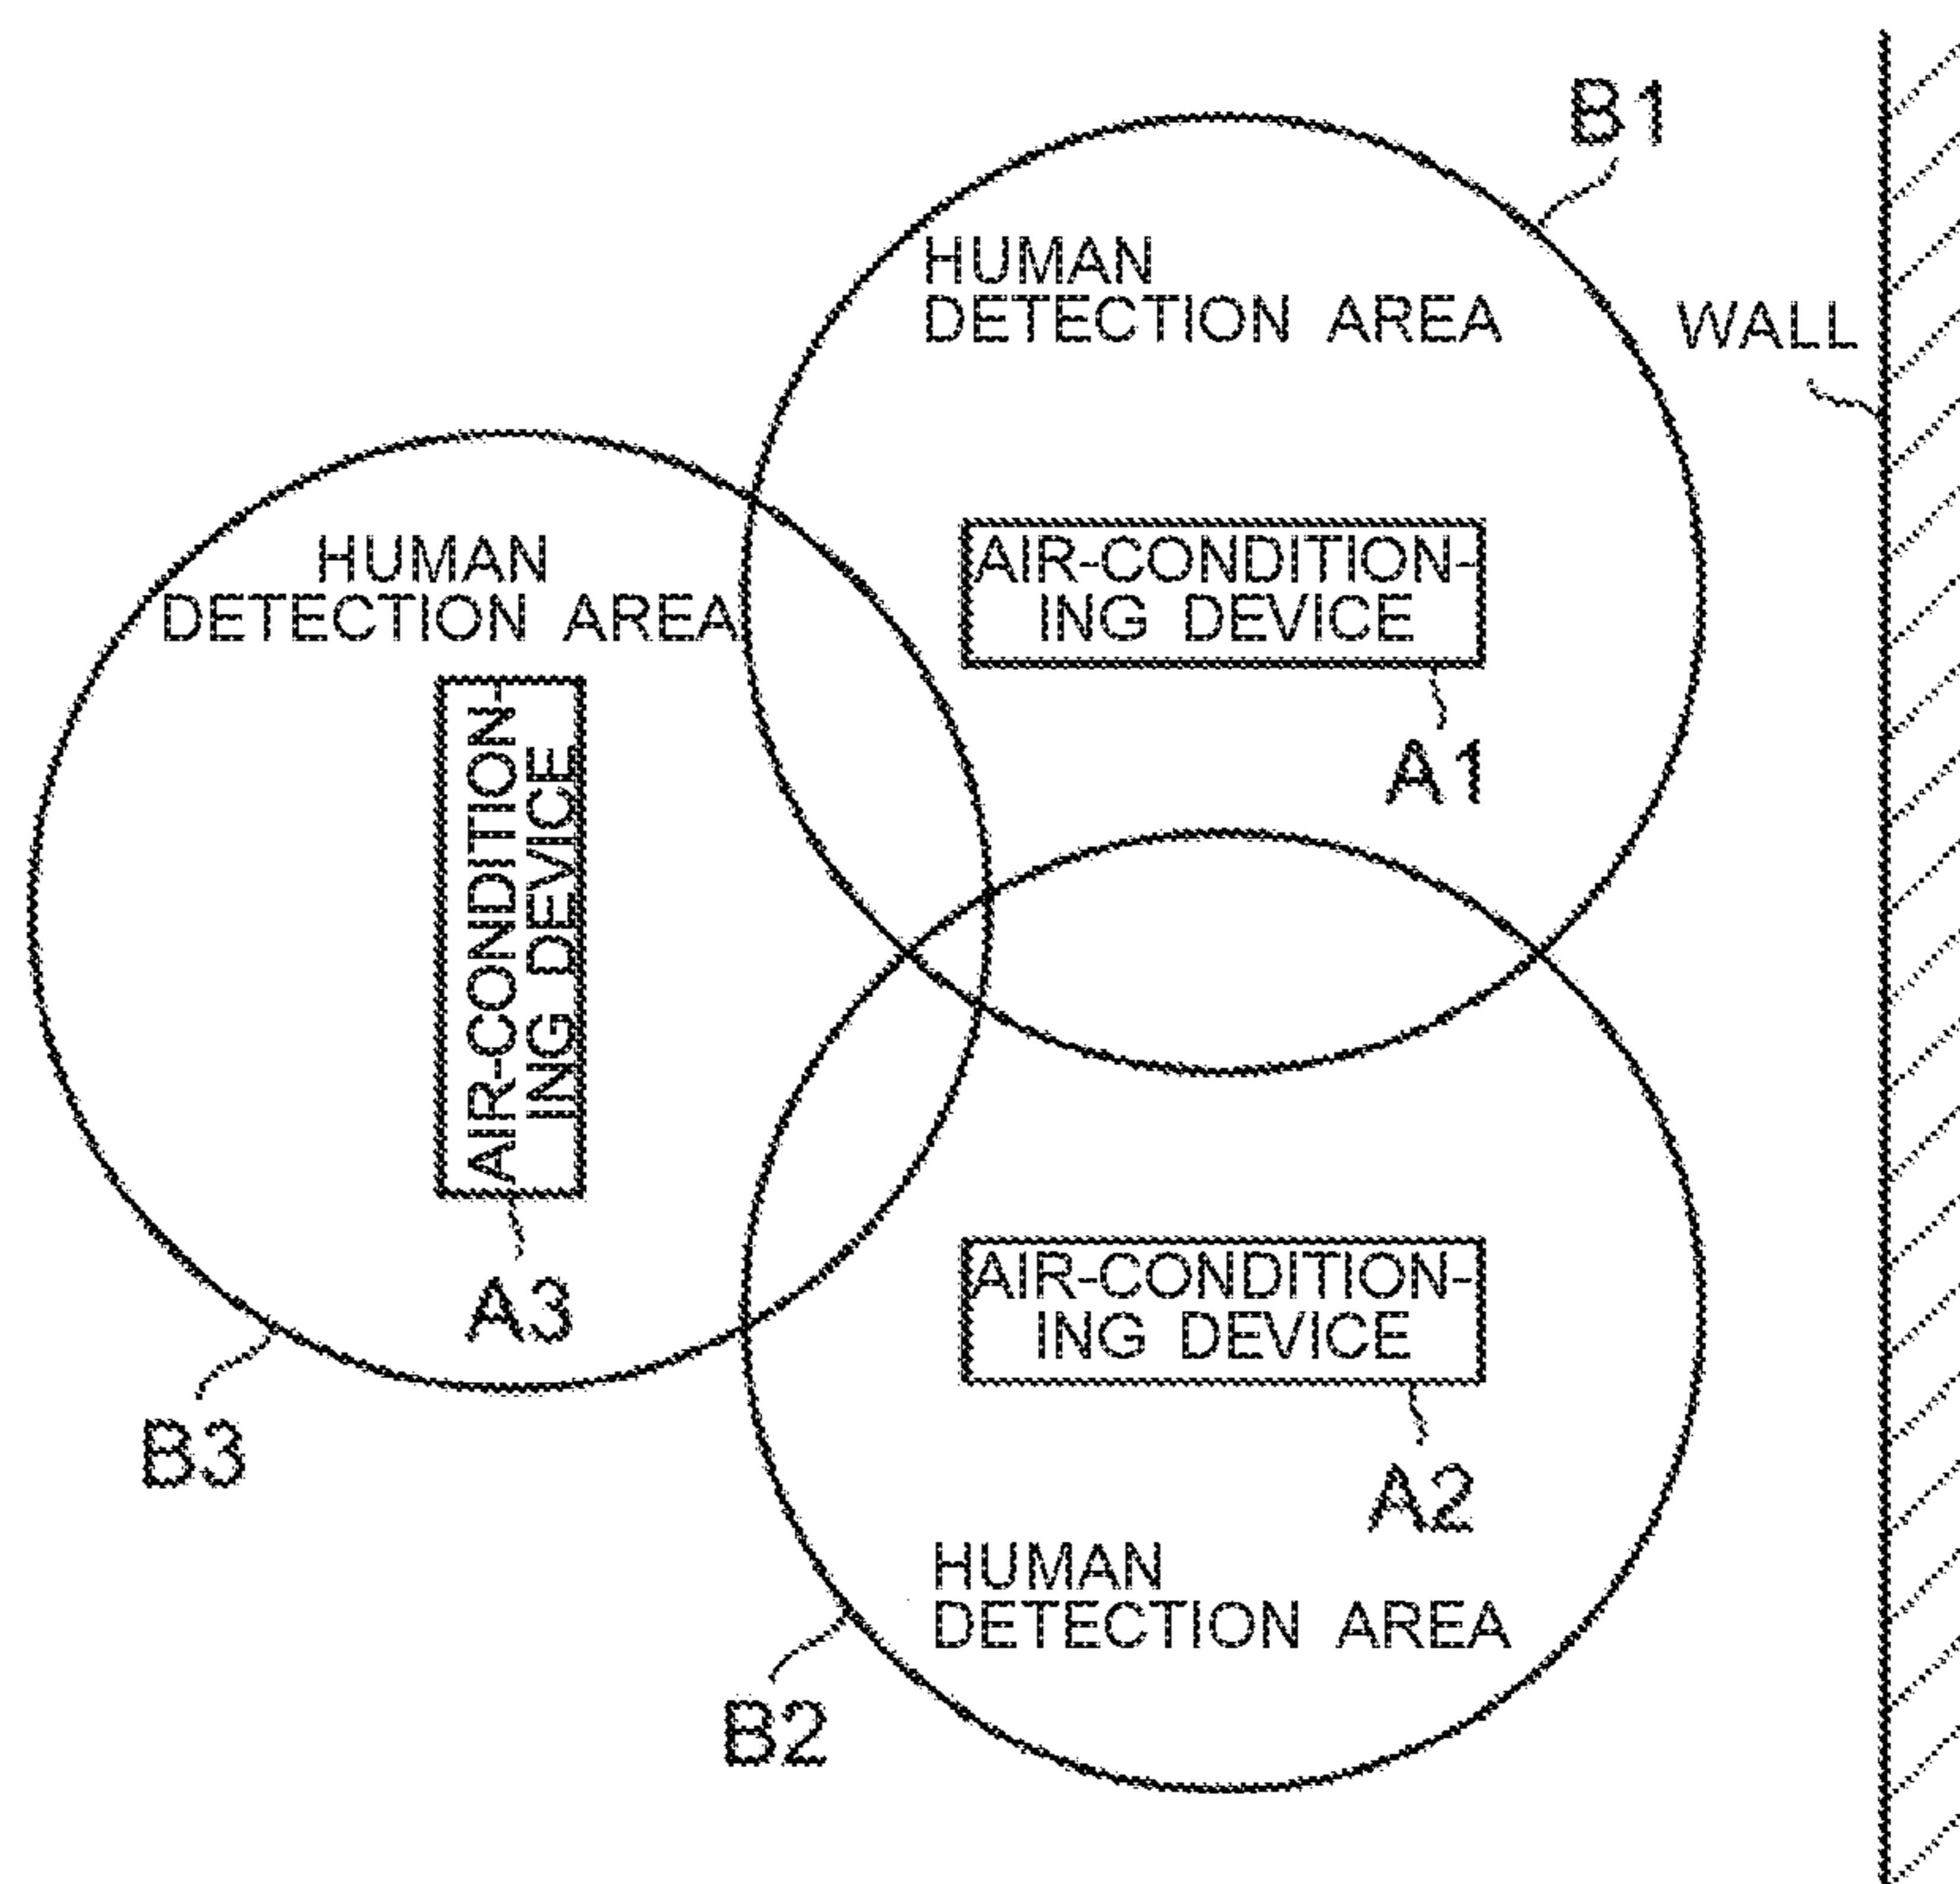 B1
HUMAN
DETECTION AREA
WALL
AIR-CONDITION-
ING DEVICE
A1
HUMAN
DETECTION AREA
AIR-CONDITION-
ING DEVICE
A3
B3
AIR-CONDITION-
ING DEVICE
A2
HUMAN
DETECTION AREA
B2